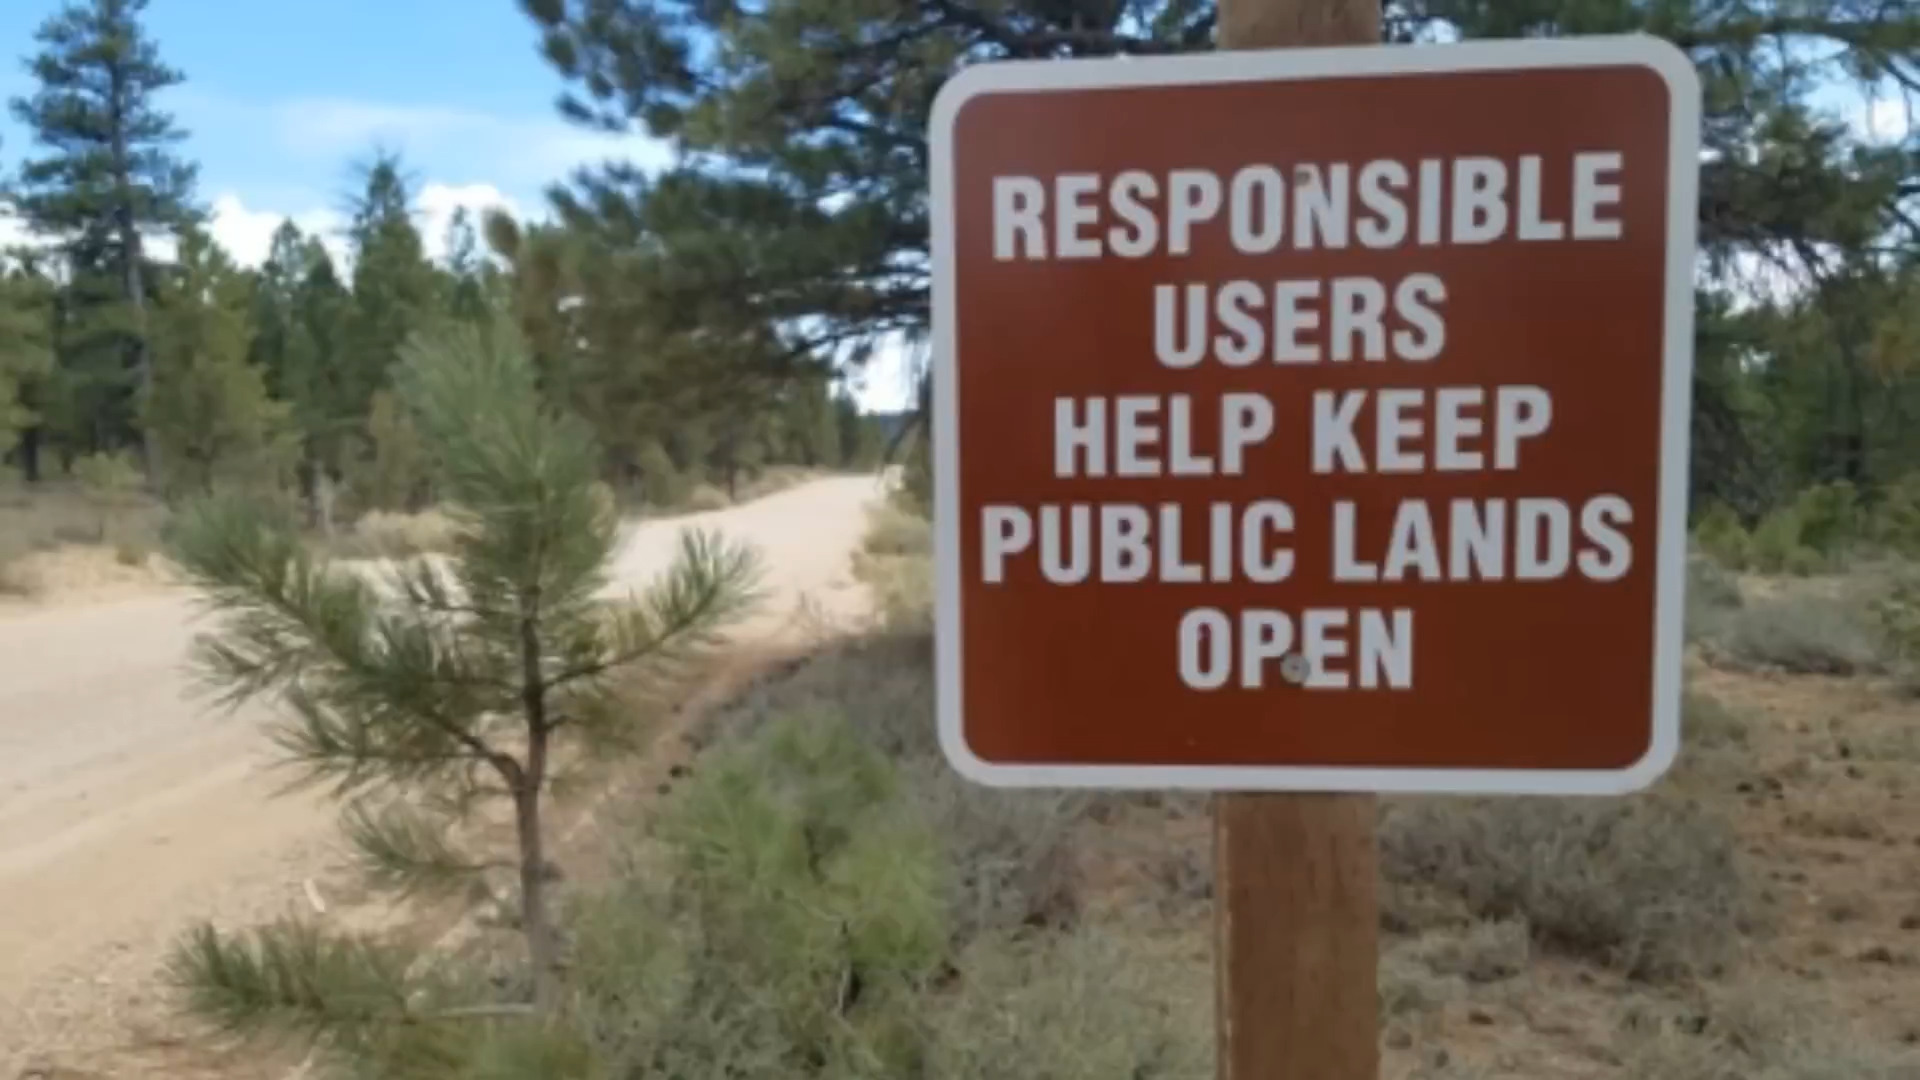 RESPONSIBLE
USERS
HELP KEEP
PUBLIC LANDS
OPEN